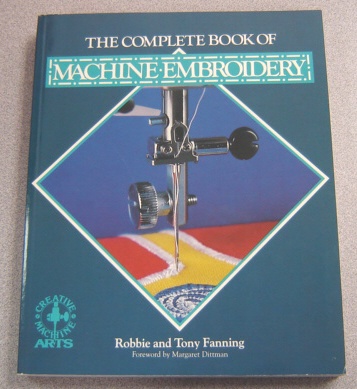 THE COMPLETE BOOK OF
MACHINE·EMBROIDERY
CREATIVE
MACHINE
ARTS
Robbie and Tony Fanning
Foreword by Margaret Dittman